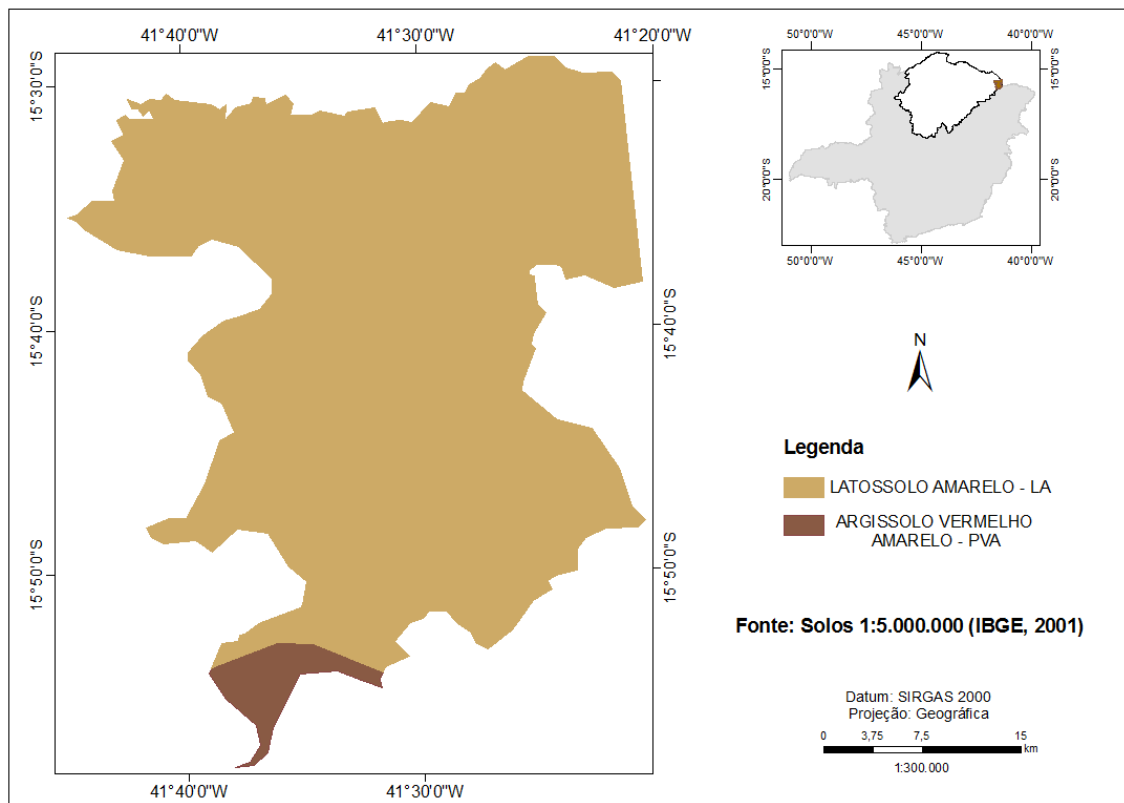 41°40'0"W
41°30'0"W
41°20'0"W
15°30'0"S
15°40'0"S
15°50'0"S
15°40'0"S
15°50'0"S
41°40'0"W
41°30'0"W
50°0'0"W
45°0'0"W
40°0'0"W
15°0'0"S
20°0'0"S
15°0'0"S
20°0'0"S
50°0'0"W
45°0'0"W
40°0'0"W
N
Legenda
LATOSSOLO AMARELO - LA
ARGISSOLO VERMELHO
AMARELO - PVA
Fonte: Solos 1:5.000.000 (IBGE, 2001)
Datum: SIRGAS 2000
Projeção: Geográfica
0 3,75 7,5 15
km
1:300.000